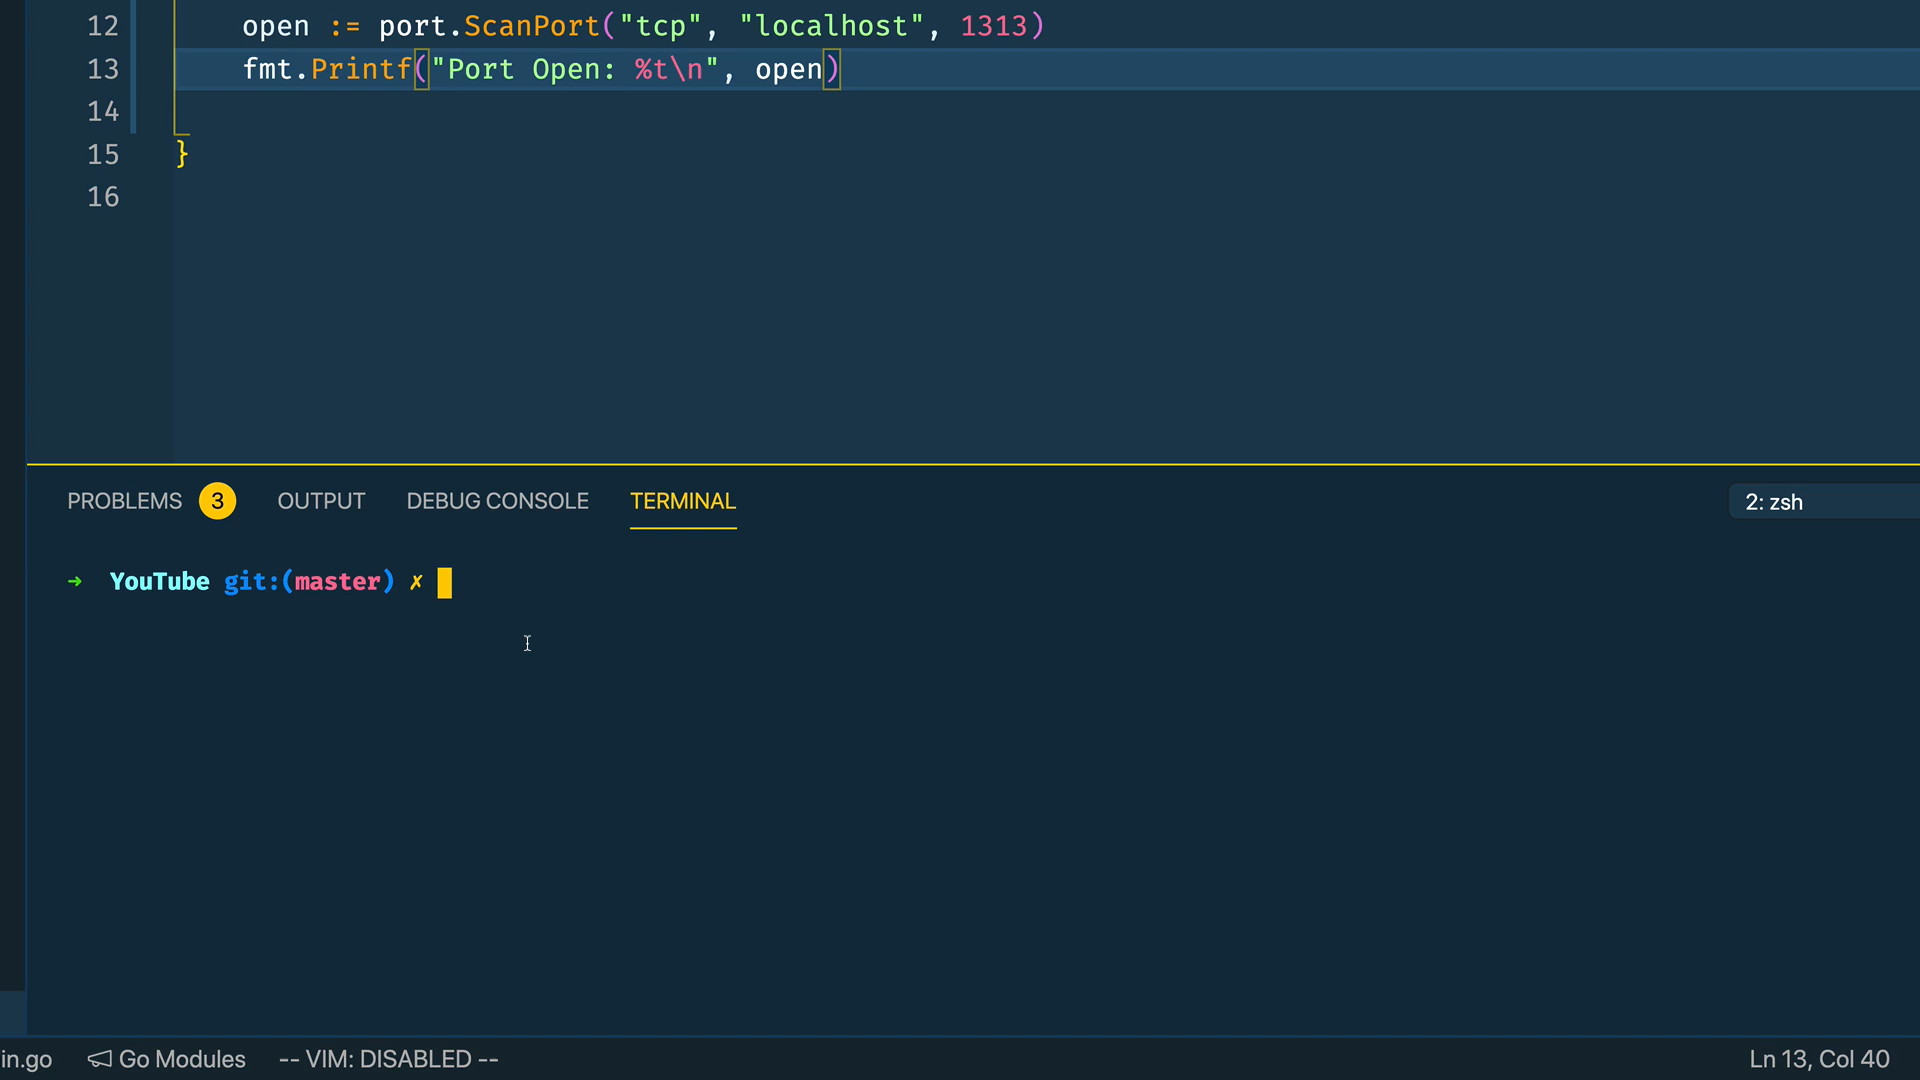 12 open := port.ScanPort("tcp", "localhost", 1313)
13 fmt.Printf("Port Open: %t\n", open)
14
15 }
16
PROBLEMS 3 OUTPUT DEBUG CONSOLE TERMINAL 2: zsh
➜ YouTube git:(master) ✗
in.go Go Modules -- VIM: DISABLED -- Ln 13, Col 40